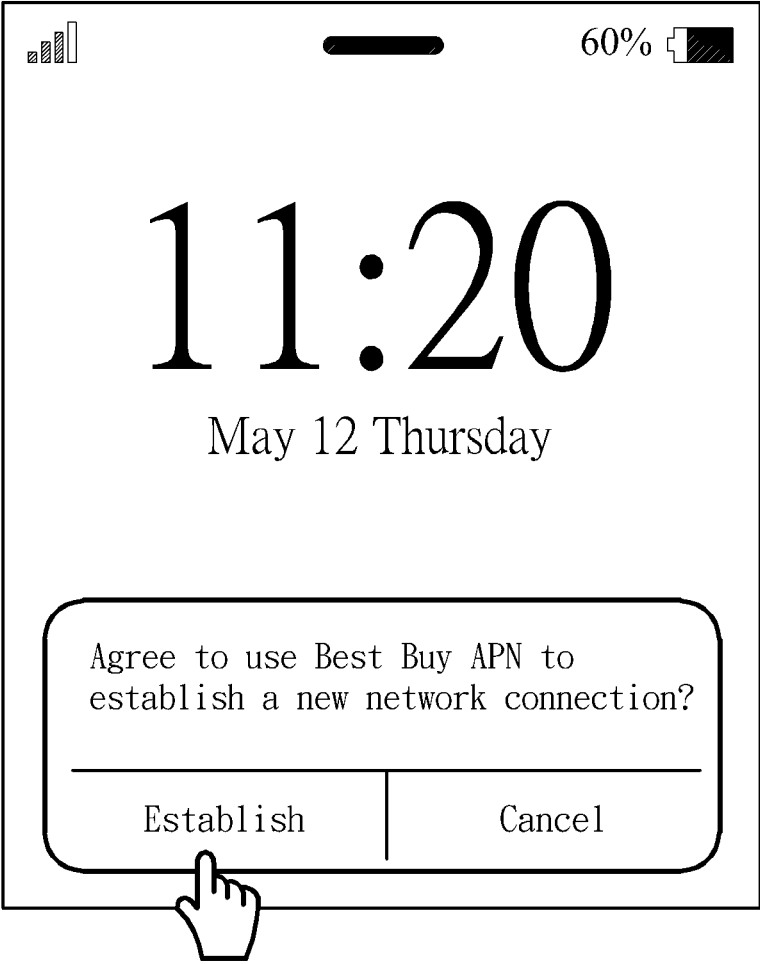 60%
11:20
May 12 Thursday
Agree to use Best Buy APN to
establish a new network connection?
Establish
Cancel